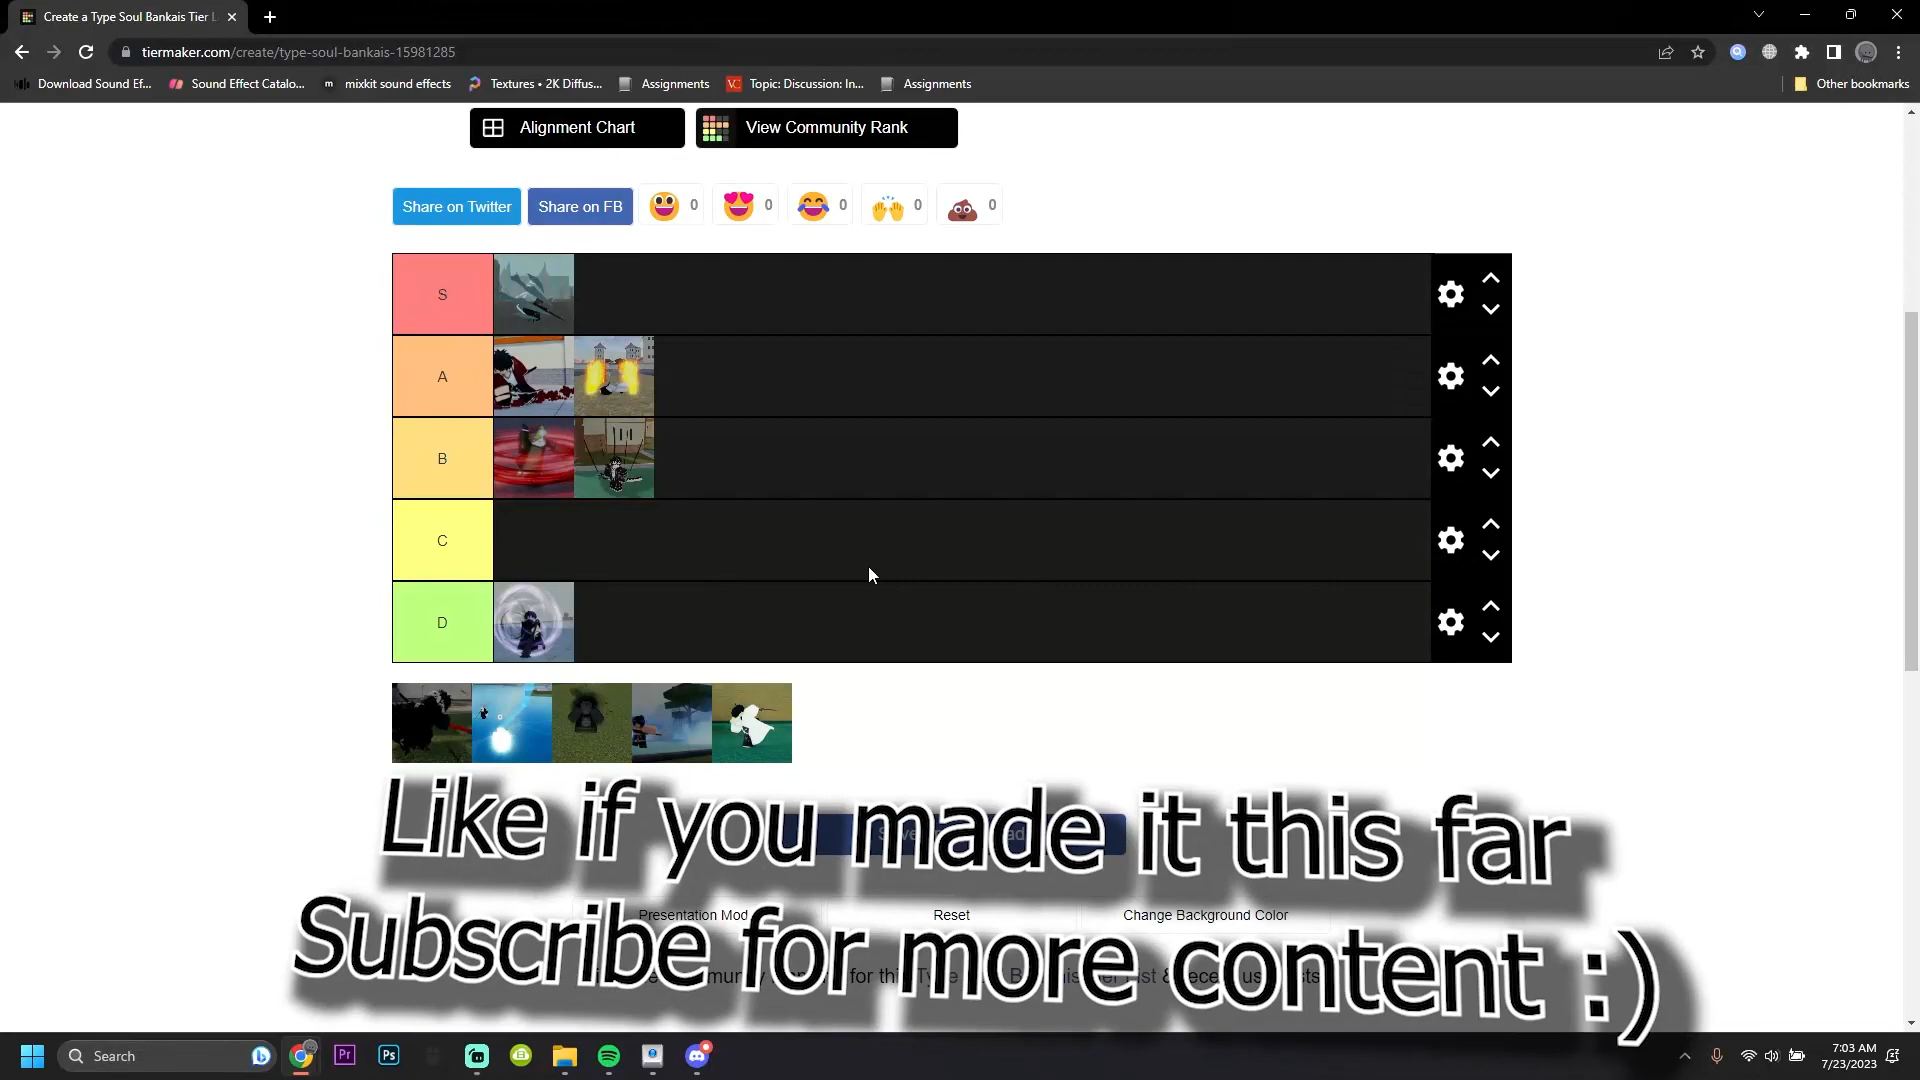 Create a Type Soul Bankais Tier L
tiermaker.com/create/type-soul-bankais-15981285
Download Sound Ef...
Sound Effect Catalo...
m
mixkit sound effects
Textures • 2K Diffus...
Assignments
VC
Topic: Discussion: In...
Assignments
Other bookmarks
Alignment Chart
View Community Rank
Share on Twitter
Share on FB
0
0
0
0
0
S
A
B
C
D
Like if you made it this far
Presentation Mod
Reset
Change Background Color
Subscribe for more content :)
Search
Pr
Ps
7:03 AM
7/23/2023